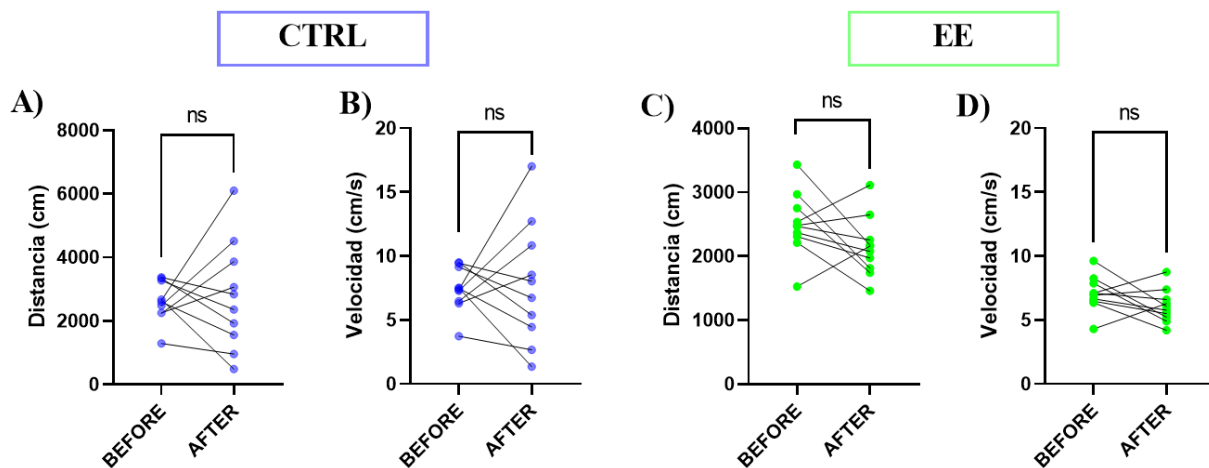 CTRL
EE
A)
ns
Distancia (cm)
8000
6000
4000
2000
0
BEFORE
AFTER
B)
ns
Velocidad (cm/s)
20
15
10
5
0
BEFORE
AFTER
C)
ns
Distancia (cm)
4000
3000
2000
1000
0
BEFORE
AFTER
D)
ns
Velocidad (cm/s)
20
15
10
5
0
BEFORE
AFTER